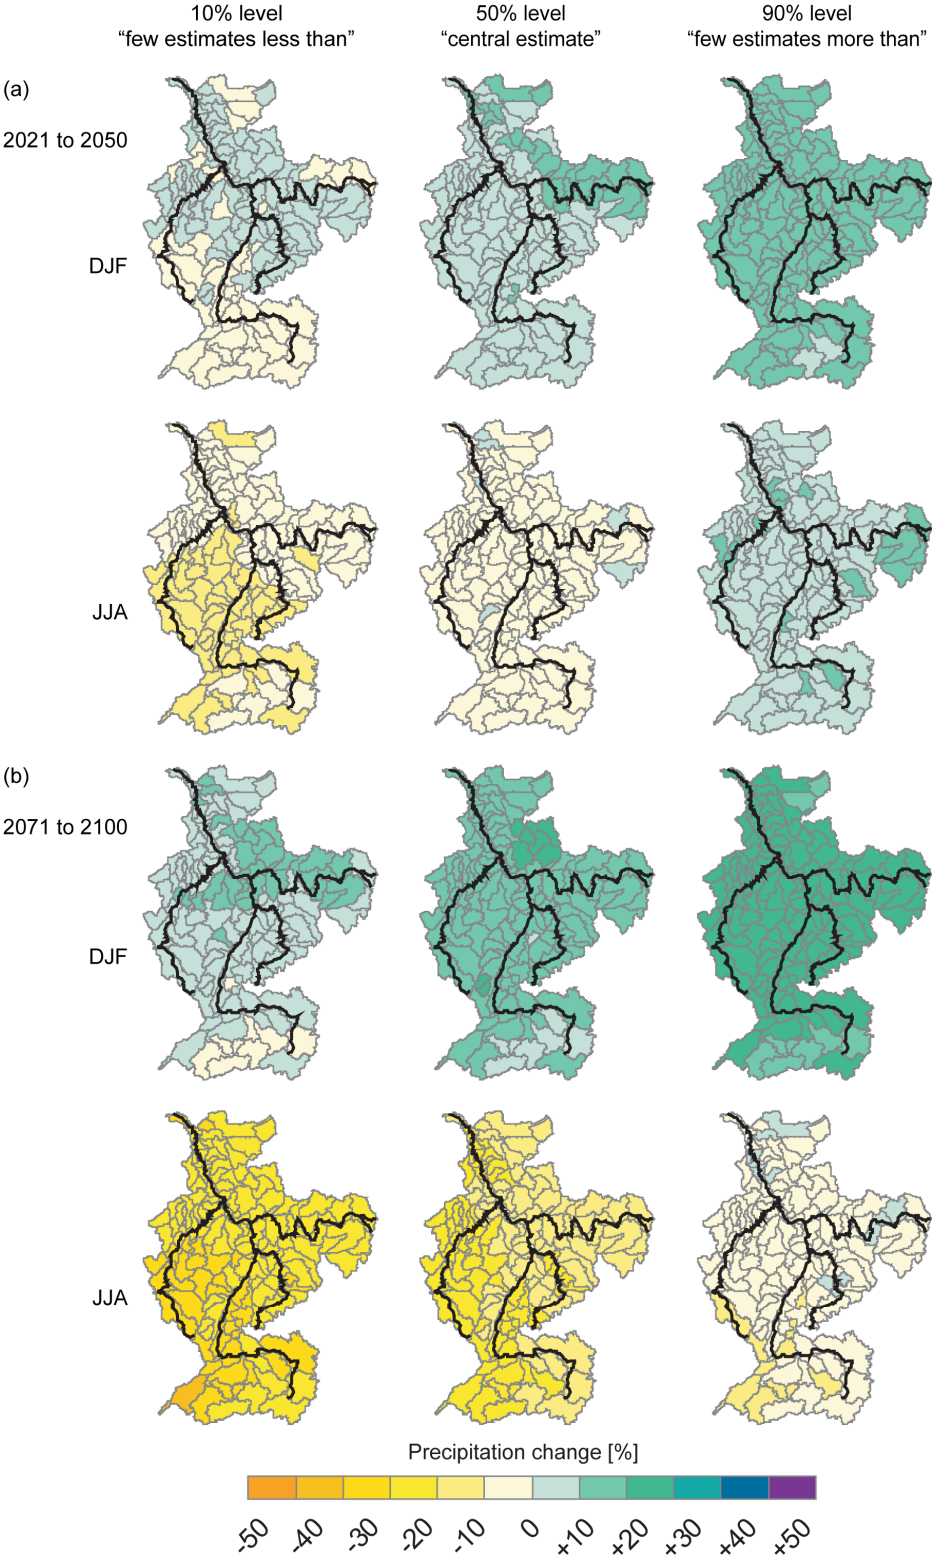 10% level
“few estimates less than”
50% level
“central estimate”
90% level
“few estimates more than”
(a)
2021 to 2050
DJF
JJA
(b)
2071 to 2100
DJF
JJA
Precipitation change [%]
-50
-40
-30
-20
-10
0
+10
+20
+30
+40
+50